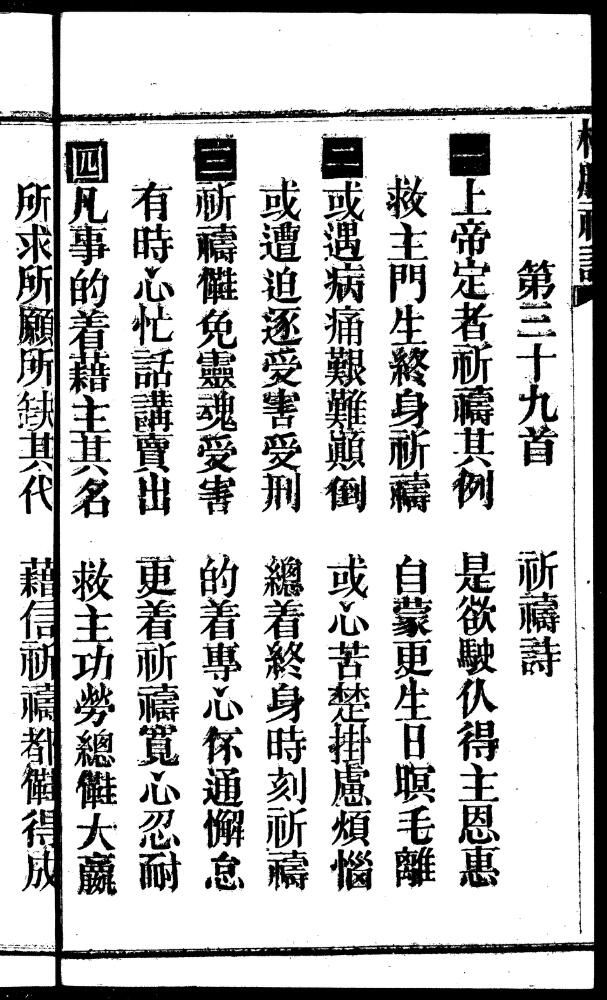 第三十九首 祈禱詩
一 上帝定者祈禱其例 是欲駛伙得主恩惠
救主門生終身祈禱 自蒙更生日暝毛離
二 或遇病痛艱難顛倒 或心苦楚掛慮煩惱
或遭迫逐受害受刑 總着終身時刻祈禱
三 祈禱免靈魂受害 的着專心伓通懈怠
有時心忙話講賣出 更着祈禱寬心忍耐
四 凡事的着藉主其名 救主功勞總大贏
所求所願所缺其代 藉信祈禱都得成